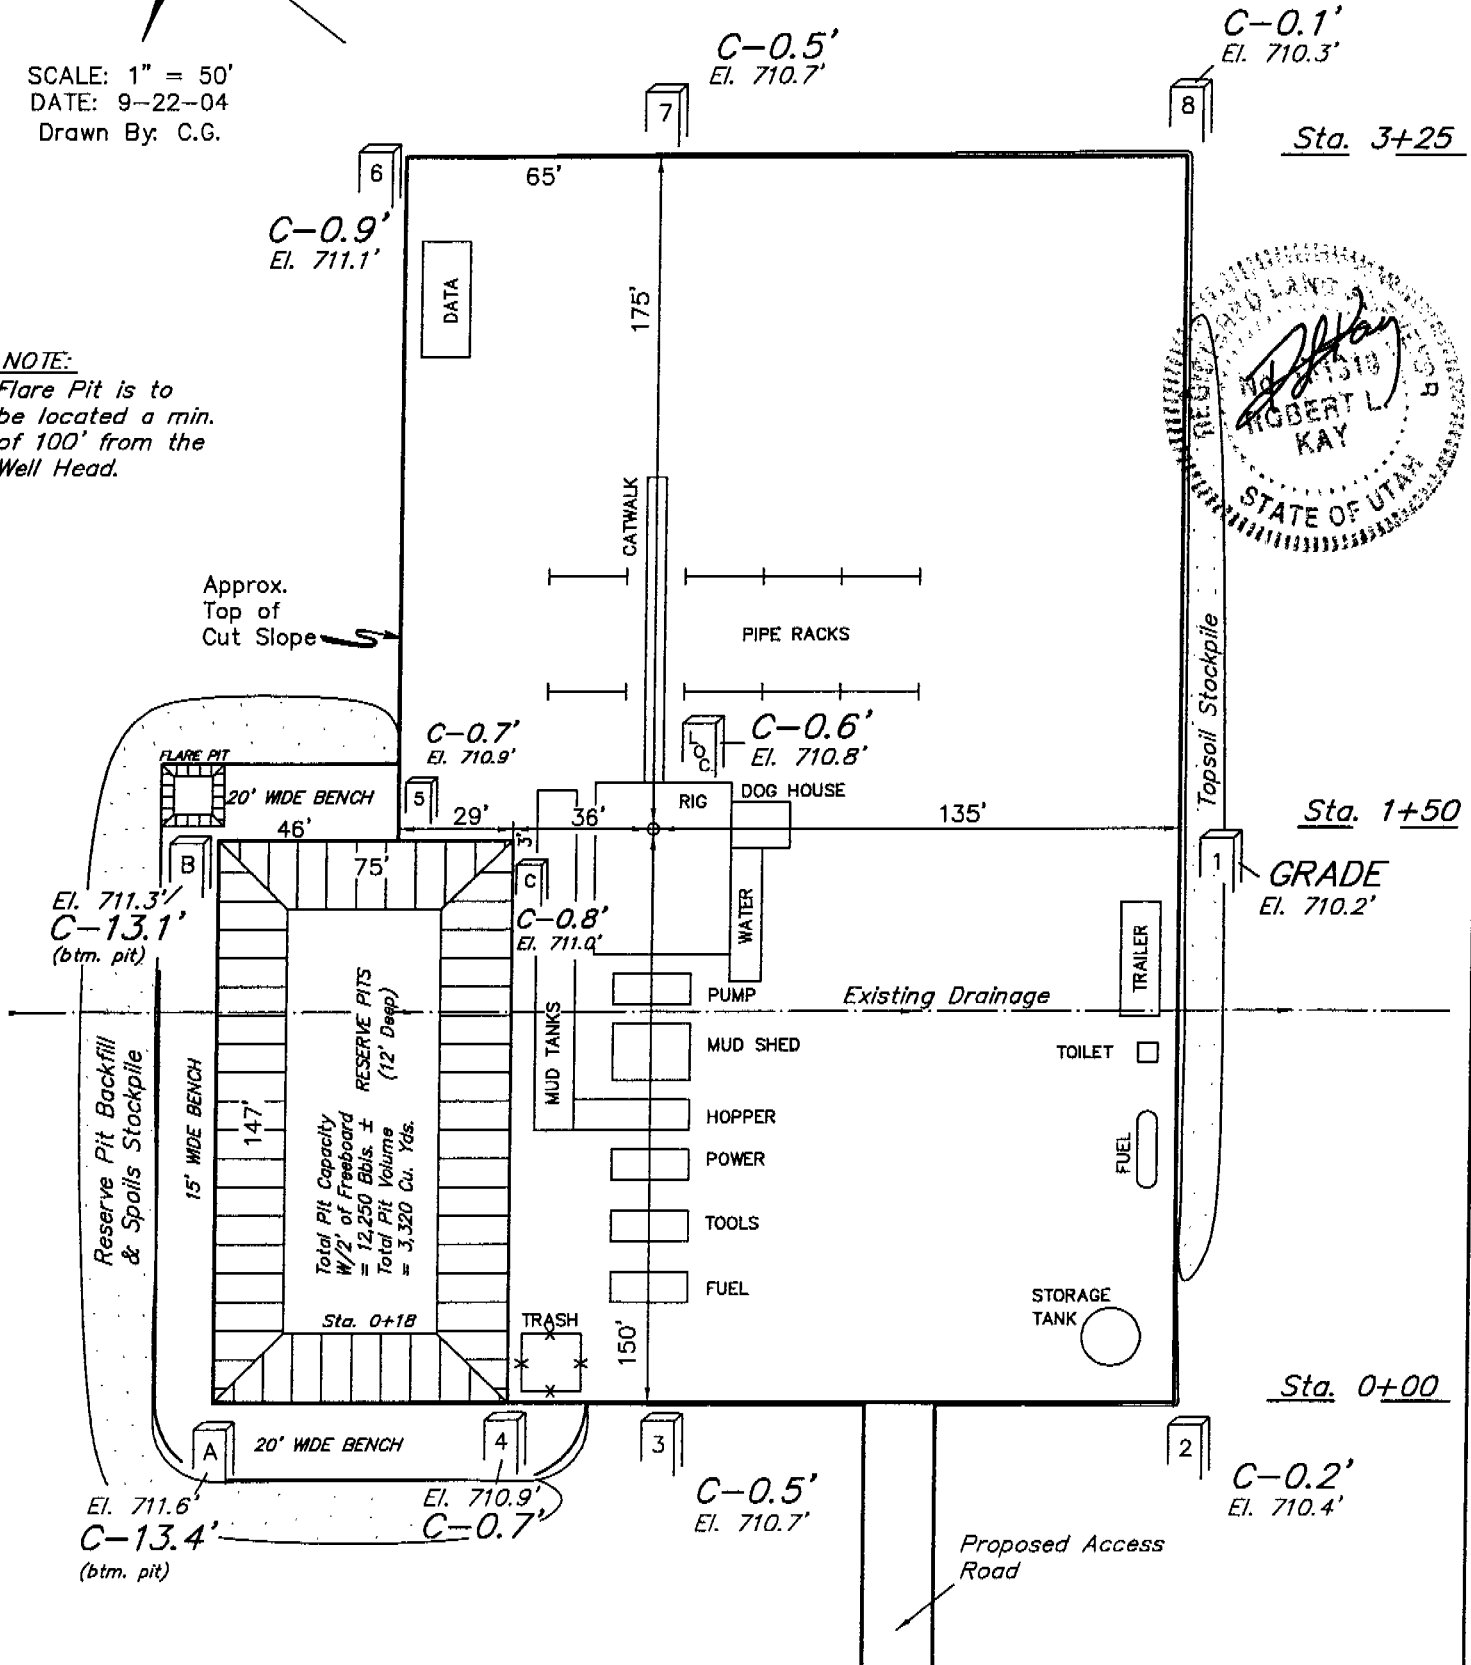 C-0.1'
El. 710.3'
C-0.5'
El. 710.7'
SCALE: 1" = 50'
DATE: 9-22-04
Drawn By: C.G.
7
8
Sta. 3+25
6
65'
C-0.9'
El. 711.1'
DATA
175'
NOTE:
Flare Pit is to
be located a min.
of 100' from the
Well Head.
ROBERT L.
KAY
STATE OF UTAH
CATWALK
Approx.
Top of
Cut Slope
PIPE RACKS
Topsoil Stockpile
C-0.7'
El. 710.9'
LOC.
C-0.6'
El. 710.8'
FLARE PIT
20' WIDE BENCH
5
RIG
DOG HOUSE
46'
29'
36'
135'
Sta. 1+50
3'
B
75'
C
1
GRADE
El. 710.2'
El. 711.3'
C-13.1'
(btm. pit)
C-0.8'
El. 711.0'
WATER
TRAILER
RESERVE PITS
(12' Deep)
PUMP
Existing Drainage
MUD TANKS
MUD SHED
TOILET
Reserve Pit Backfill
& Spoils Stockpile
15' WIDE BENCH
147'
Total Pit Capacity
W/2' of Freeboard
= 12,250 Bbls. ±
Total Pit Volume
= 3,320 Cu. Yds.
HOPPER
POWER
FUEL
TOOLS
FUEL
STORAGE
TANK
Sta. 0+18
TRASH
150'
Sta. 0+00
A
20' WIDE BENCH
4
3
2
El. 711.6'
C-13.4'
(btm. pit)
El. 710.9'
C-0.7'
C-0.5'
El. 710.7'
C-0.2'
El. 710.4'
Proposed Access
Road